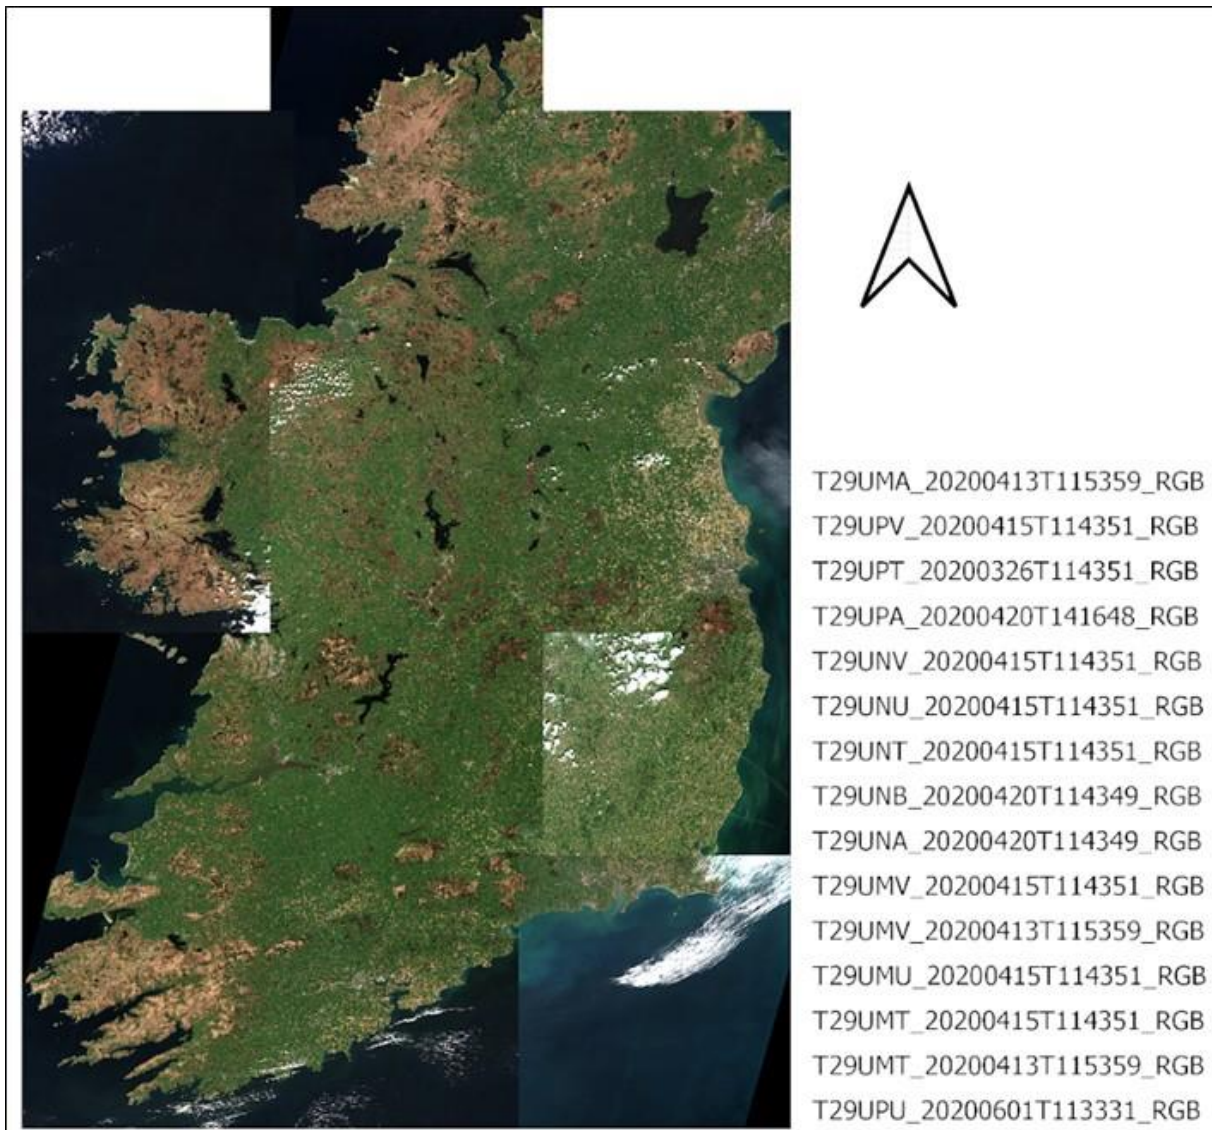 T29UMA_20200413T115359_RGB
T29UPV_20200415T114351_RGB
T29UPT_20200326T114351_RGB
T29UPA_20200420T141648_RGB
T29UNV_20200415T114351_RGB
T29UNU_20200415T114351_RGB
T29UNT_20200415T114351_RGB
T29UNB_20200420T114349_RGB
T29UNA_20200420T114349_RGB
T29UMV_20200415T114351_RGB
T29UMV_20200413T115359_RGB
T29UMU_20200415T114351_RGB
T29UMT_20200415T114351_RGB
T29UMT_20200413T115359_RGB
T29UPU_20200601T113331_RGB